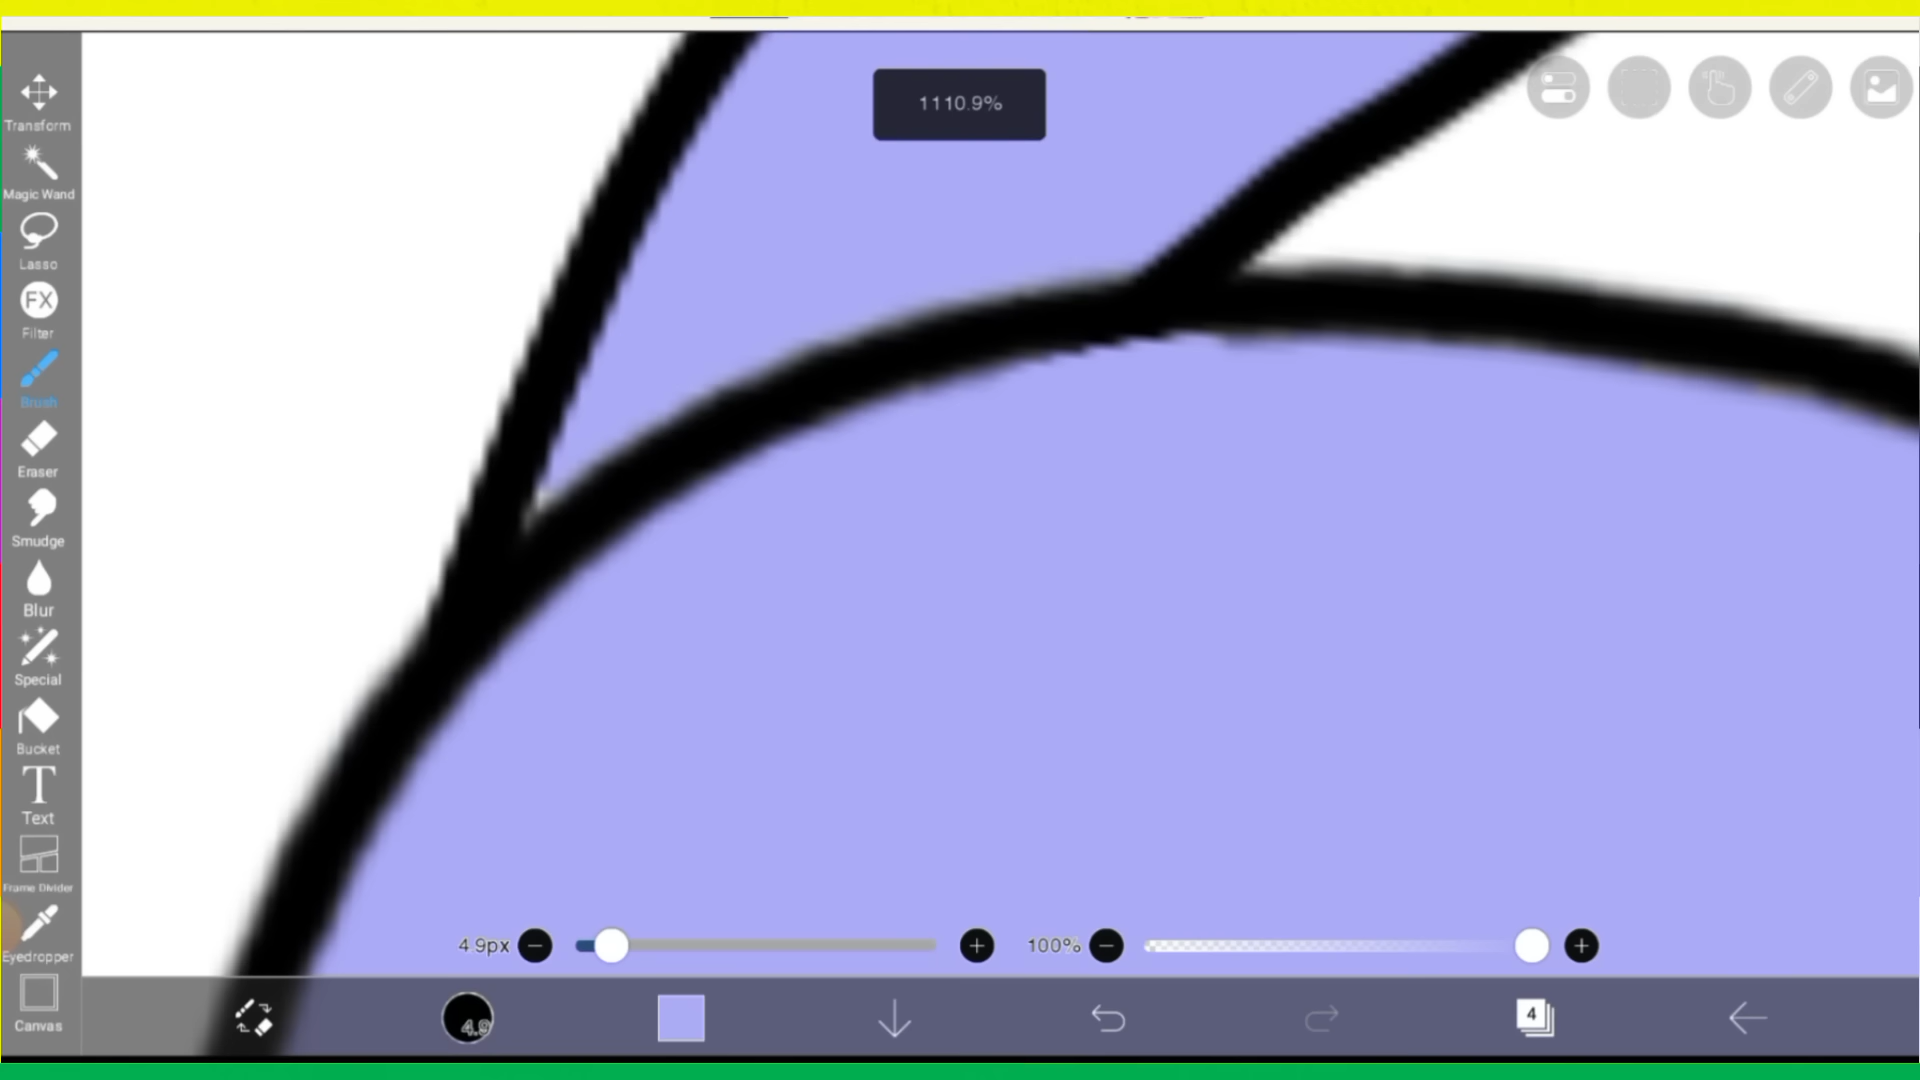 1110.9%
Transform
Magic Wand
Lasso
FX
Filter
Brush
Eraser
Smudge
Blur
Special
Bucket
T
Text
Frame Divider
Eyedropper
Canvas
4.9px
100%
4.9
4